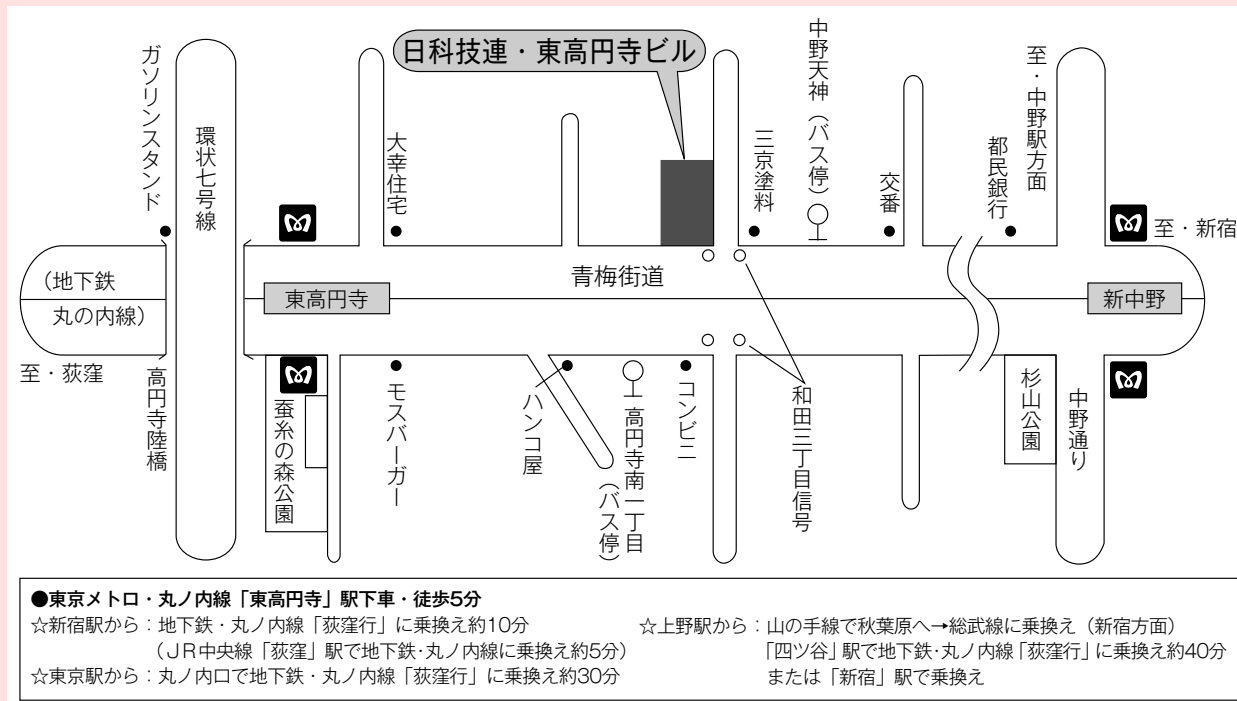 日科技連・東高円寺ビル
ガソリンスタンド
環状七号線
大幸住宅
三京塗料
中野天神（バス停）
交番
都民銀行
至・中野駅方面
至・新宿
（地下鉄
丸の内線）
東高円寺
青梅街道
新中野
至・荻窪
高円寺陸橋
蚕糸の森公園
モスバーガー
ハンコ屋
高円寺南一丁目
（バス停）
コンビニ
和田三丁目信号
杉山公園
中野通り
●東京メトロ・丸ノ内線「東高円寺」駅下車・徒歩5分
☆新宿駅から：地下鉄・丸ノ内線「荻窪行」に乗換え約10分
（ＪＲ中央線「荻窪」駅で地下鉄･丸ノ内線に乗換え約5分）
☆東京駅から：丸ノ内口で地下鉄・丸ノ内線「荻窪行」に乗換え約30分
☆上野駅から：山の手線で秋葉原へ→総武線に乗換え（新宿方面）
「四ツ谷」駅で地下鉄･丸ノ内線「荻窪行」に乗換え約40分
または「新宿」駅で乗換え